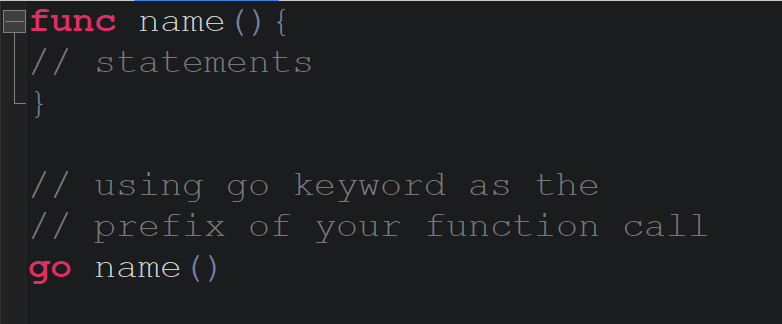 func name(){
// statements
}
// using go keyword as the
// prefix of your function call
go name()